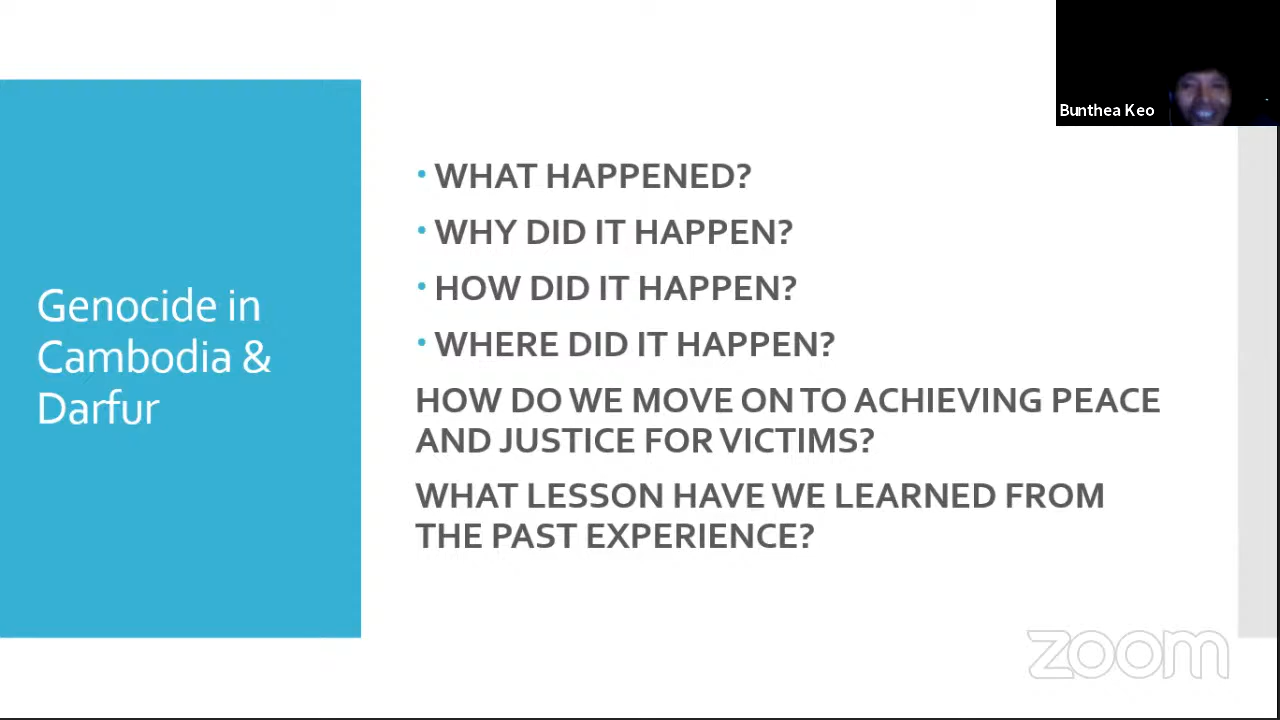 Bunthea Keo
Genocide in
Cambodia &
Darfur
• WHAT HAPPENED?
• WHY DID IT HAPPEN?
• HOW DID IT HAPPEN?
• WHERE DID IT HAPPEN?
HOW DO WE MOVE ON TO ACHIEVING PEACE
AND JUSTICE FOR VICTIMS?
WHAT LESSON HAVE WE LEARNED FROM
THE PAST EXPERIENCE?
zoom